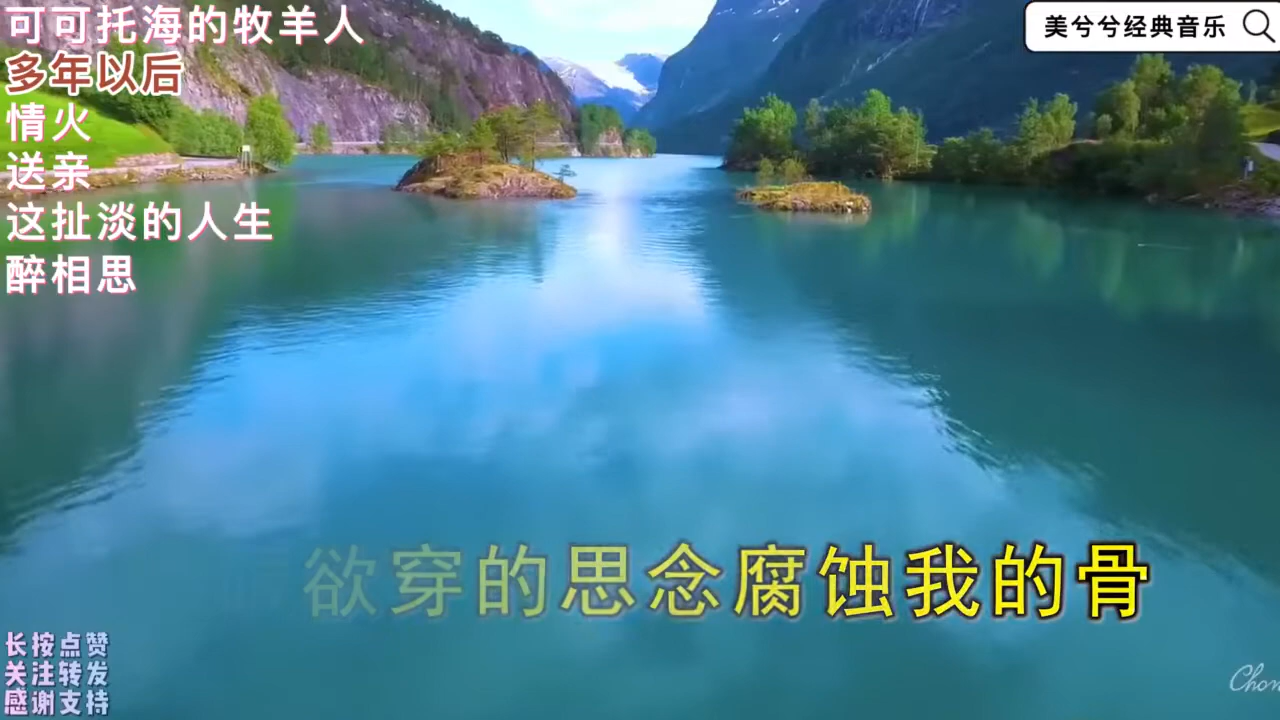 可可托海的牧羊人
美兮兮经典音乐
多年以后
情火
送亲
这扯淡的人生
醉相思
欲穿的思念腐蚀我的骨
长按点赞
关注转发
感谢支持